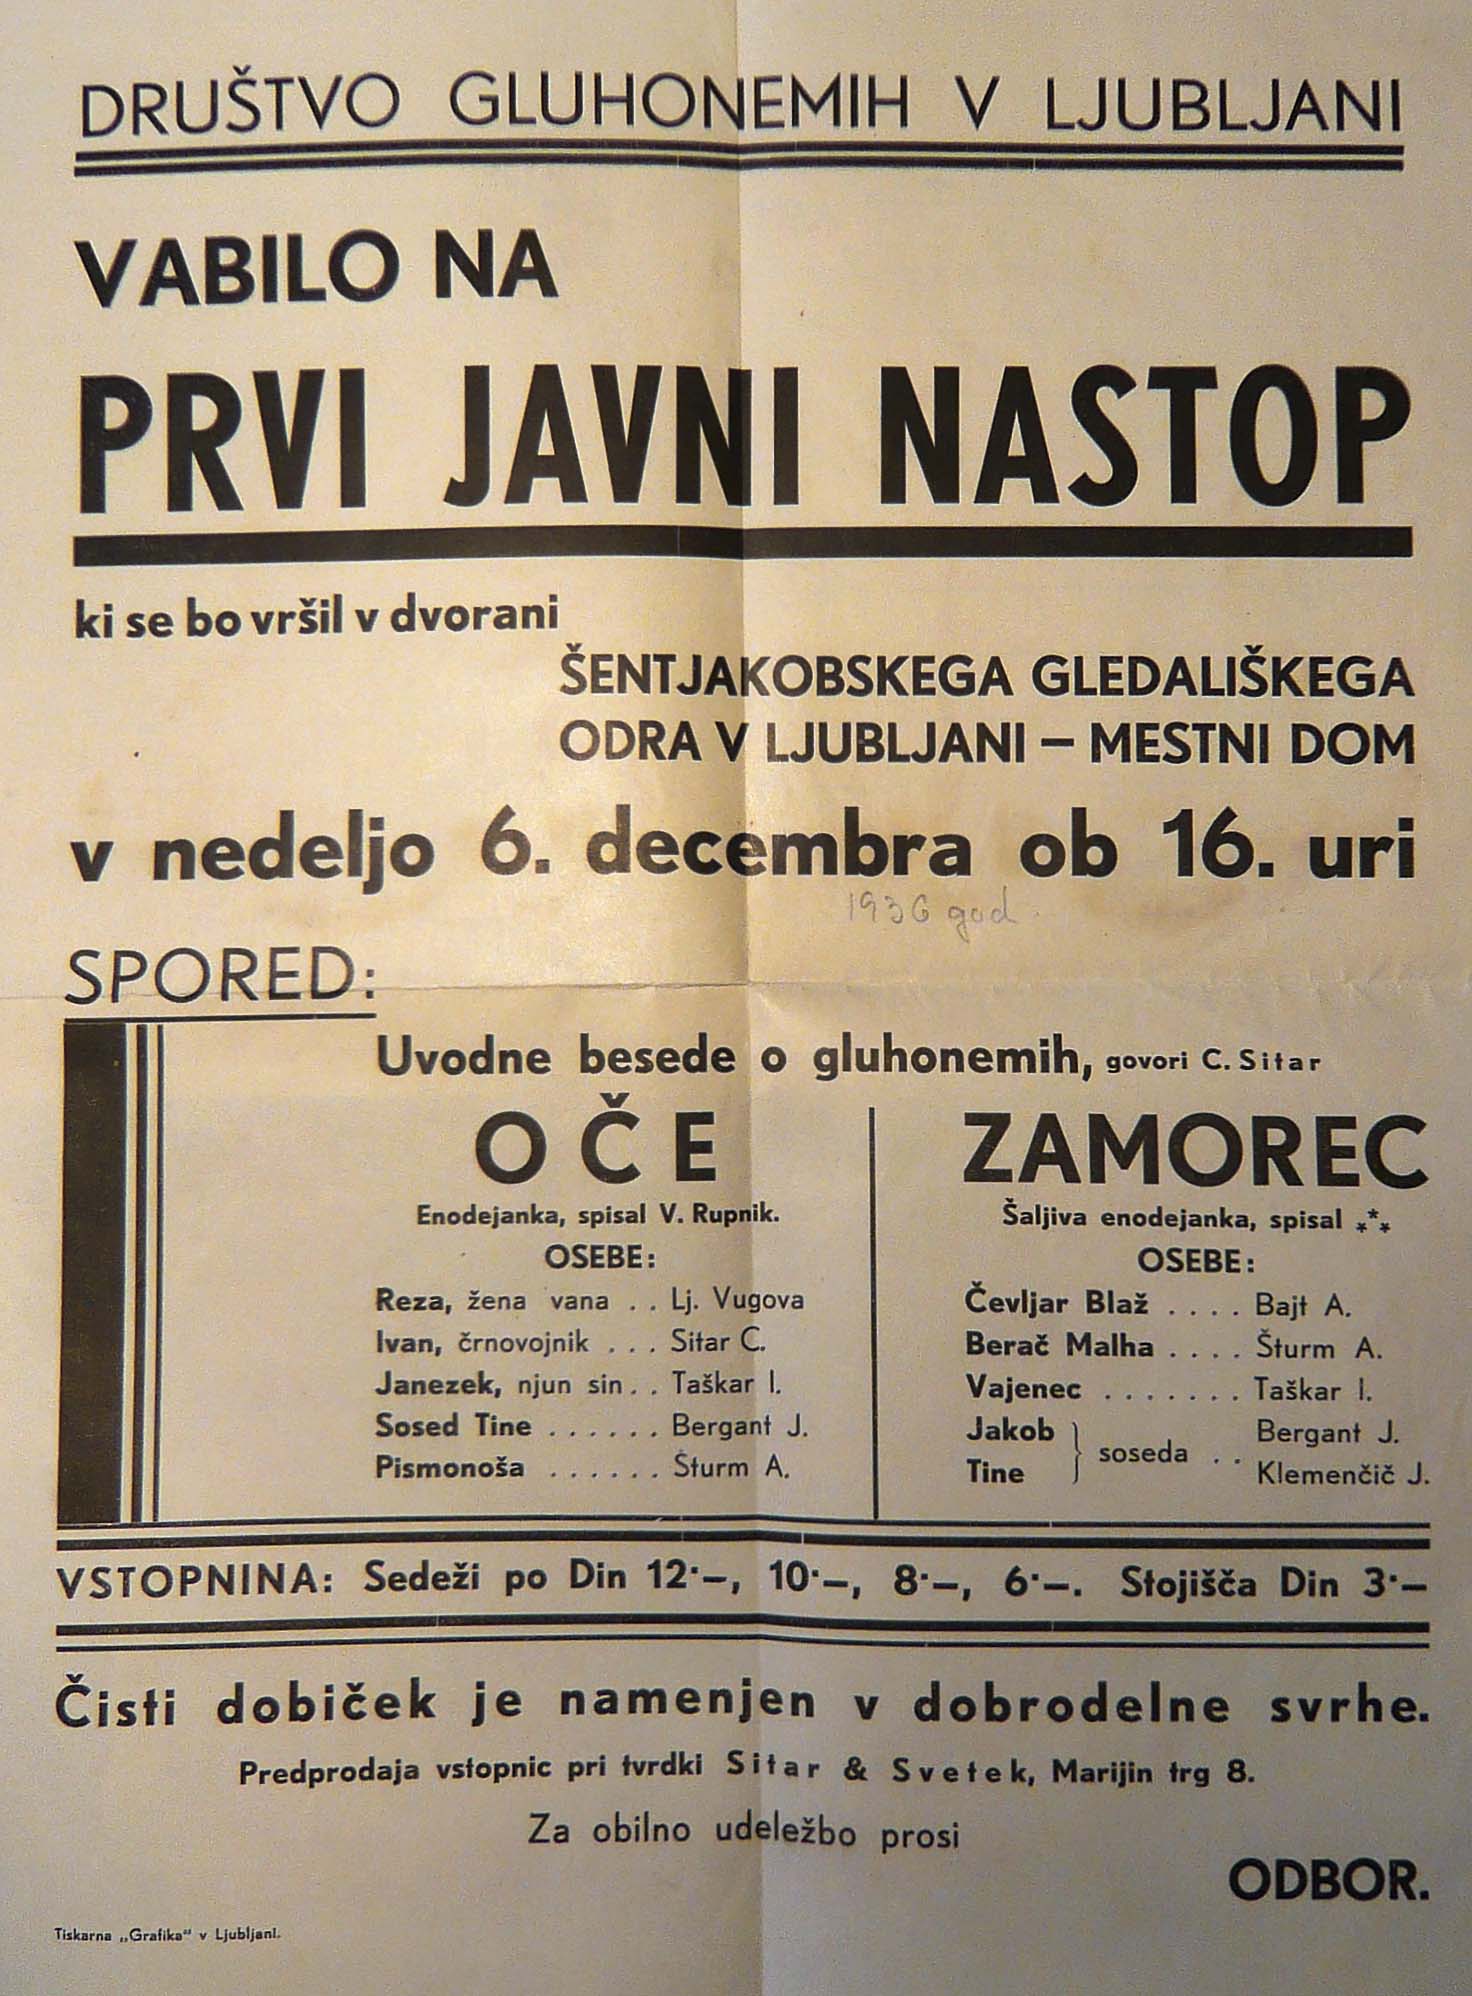 DRUŠTVO GLUHONEMIH V LJUBLJANI
VABILO NA
PRVI JAVNI NASTOP
ki se bo vršil v dvorani
ŠENTJAKOBSKEGA GLEDALIŠKEGA
ODRA V LJUBLJANI – MESTNI DOM
v nedeljo 6. decembra ob 16. uri
1936 god.
SPORED:
Uvodne besede o gluhonemih, govori C. Sitar
OČE
Enodejanka, spisal V. Rupnik.
OSEBE:
Reza, žena vana . . Lj. Vugova
Ivan, črnovojnik . . . Sitar C.
Janezek, njun sin . . Taškar I.
Sosed Tine . . . . . . Bergant J.
Pismonoša . . . . . . Šturm A.
ZAMOREC
Šaljiva enodejanka, spisal ***
OSEBE:
Čevljar Blaž . . . . Bajt A.
Berač Malha . . . . Šturm A.
Vajenec . . . . . . . Taškar I.
Jakob } soseda . . Bergant J.
Tine } Klemenčič J.
VSTOPNINA: Sedeži po Din 12·–, 10·–, 8·–, 6·–. Stojišča Din 3·–
Čisti dobiček je namenjen v dobrodelne svrhe.
Predprodaja vstopnic pri tvrdki Sitar & Svetek, Marijin trg 8.
Za obilno udeležbo prosi
ODBOR.
Tiskarna „Grafika“ v Ljubljani.